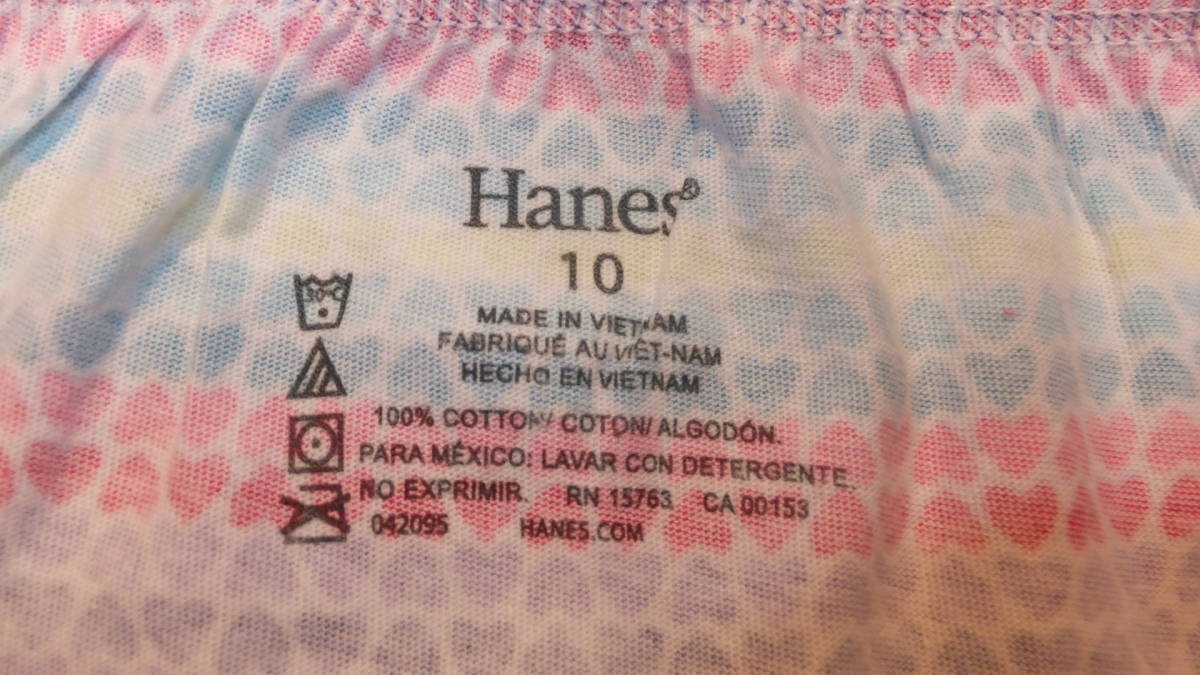 Hanes®
10
30°C
MADE IN VIETNAM
FABRIQUÉ AU VIÊT-NAM
HECHO EN VIETNAM
100% COTTON/ COTON/ ALGODÓN.
PARA MÉXICO: LAVAR CON DETERGENTE.
NO EXPRIMIR. RN 15763 CA 00153
042095 HANES.COM